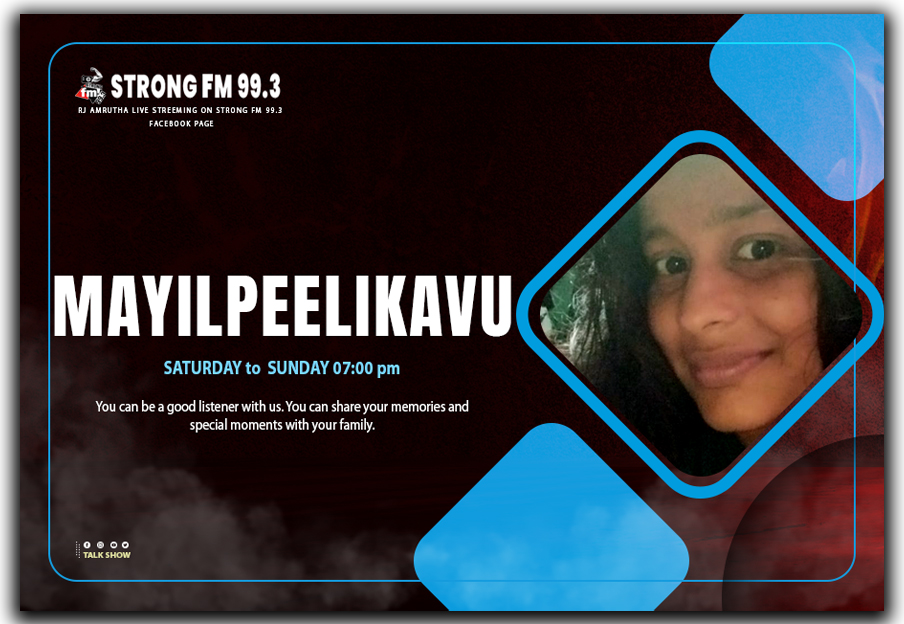 fm
STRONG FM 99.3
RJ AMRUTHA LIVE STREEMING ON STRONG FM 99.3
FACEBOOK PAGE
MAYILPEELIKAVU
SATURDAY to SUNDAY 07:00 pm
You can be a good listener with us.You can share your memories and
special moments with your family.
TALK SHOW